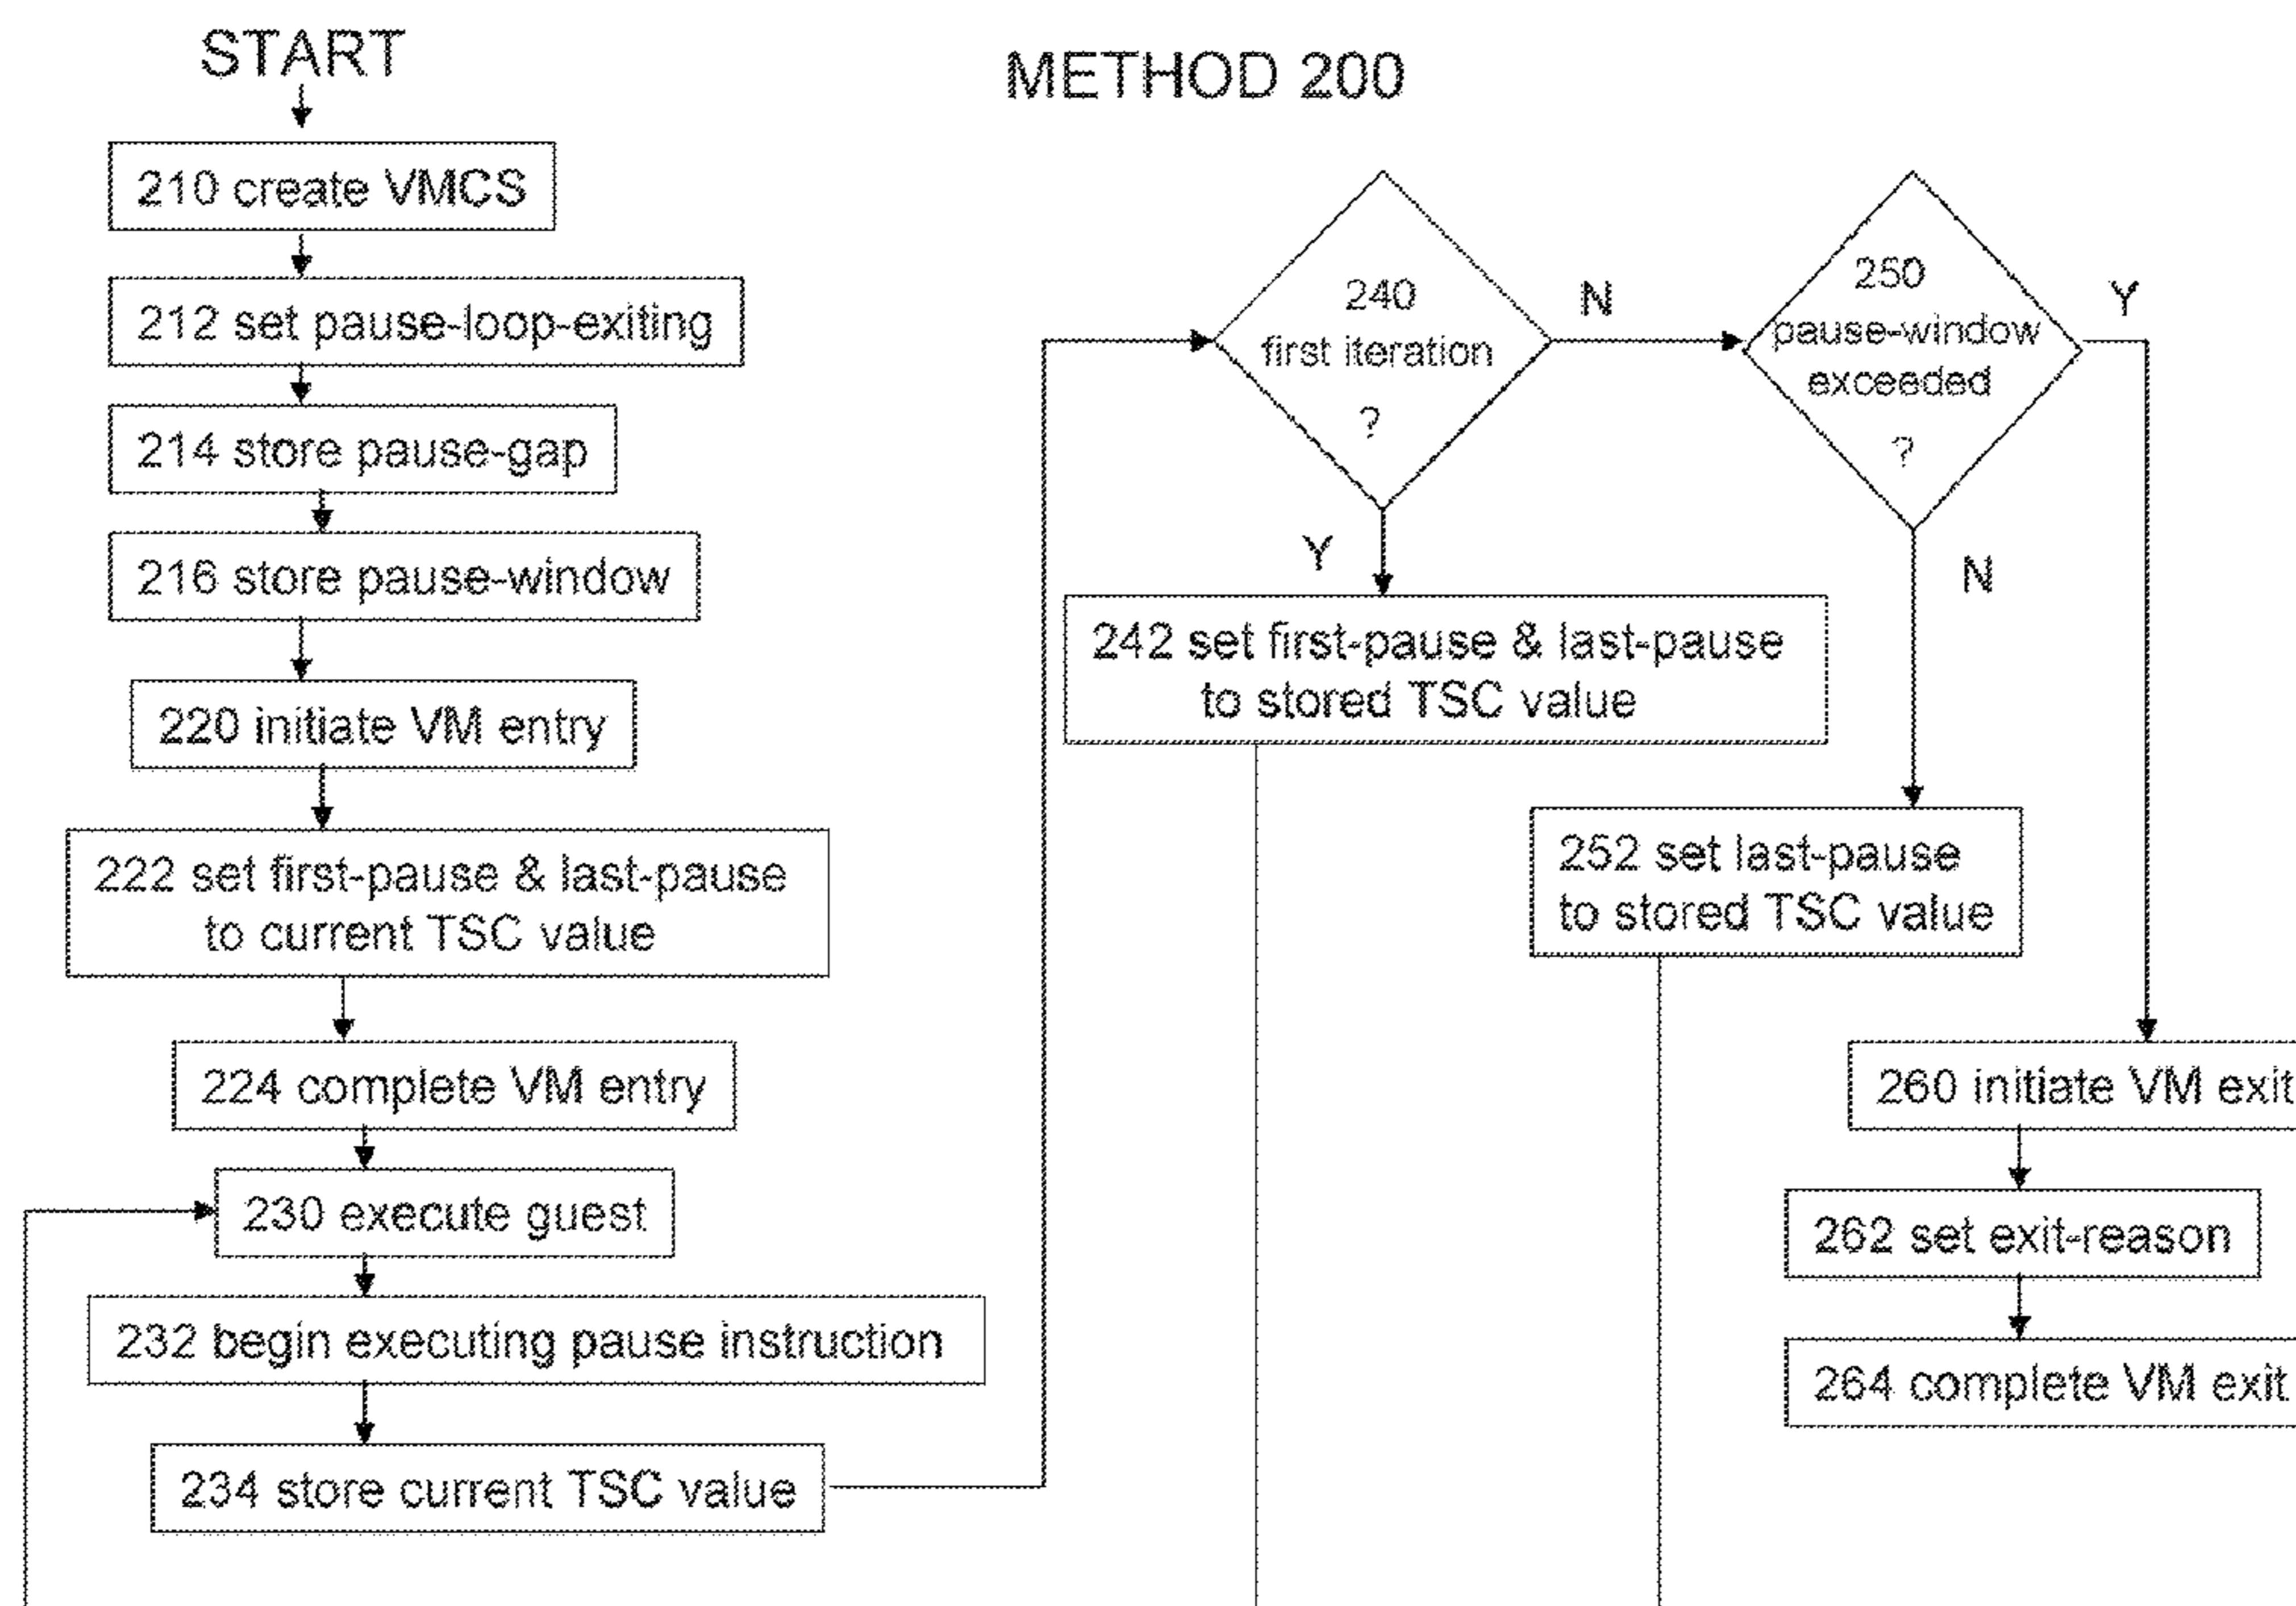 START
METHOD 200
210 create VMCS
212 set pause-loop-exiting
214 store pause-gap
216 store pause-window
220 initiate VM entry
222 set first-pause & last-pause
to current TSC value
224 complete VM entry
230 execute guest
232 begin executing pause instruction
234 store current TSC value
240
first iteration
?
N
Y
242 set first-pause & last-pause
to stored TSC value
250
pause-window
exceeded
?
Y
N
252 set last-pause
to stored TSC value
260 initiate VM exit
262 set exit-reason
264 complete VM exit